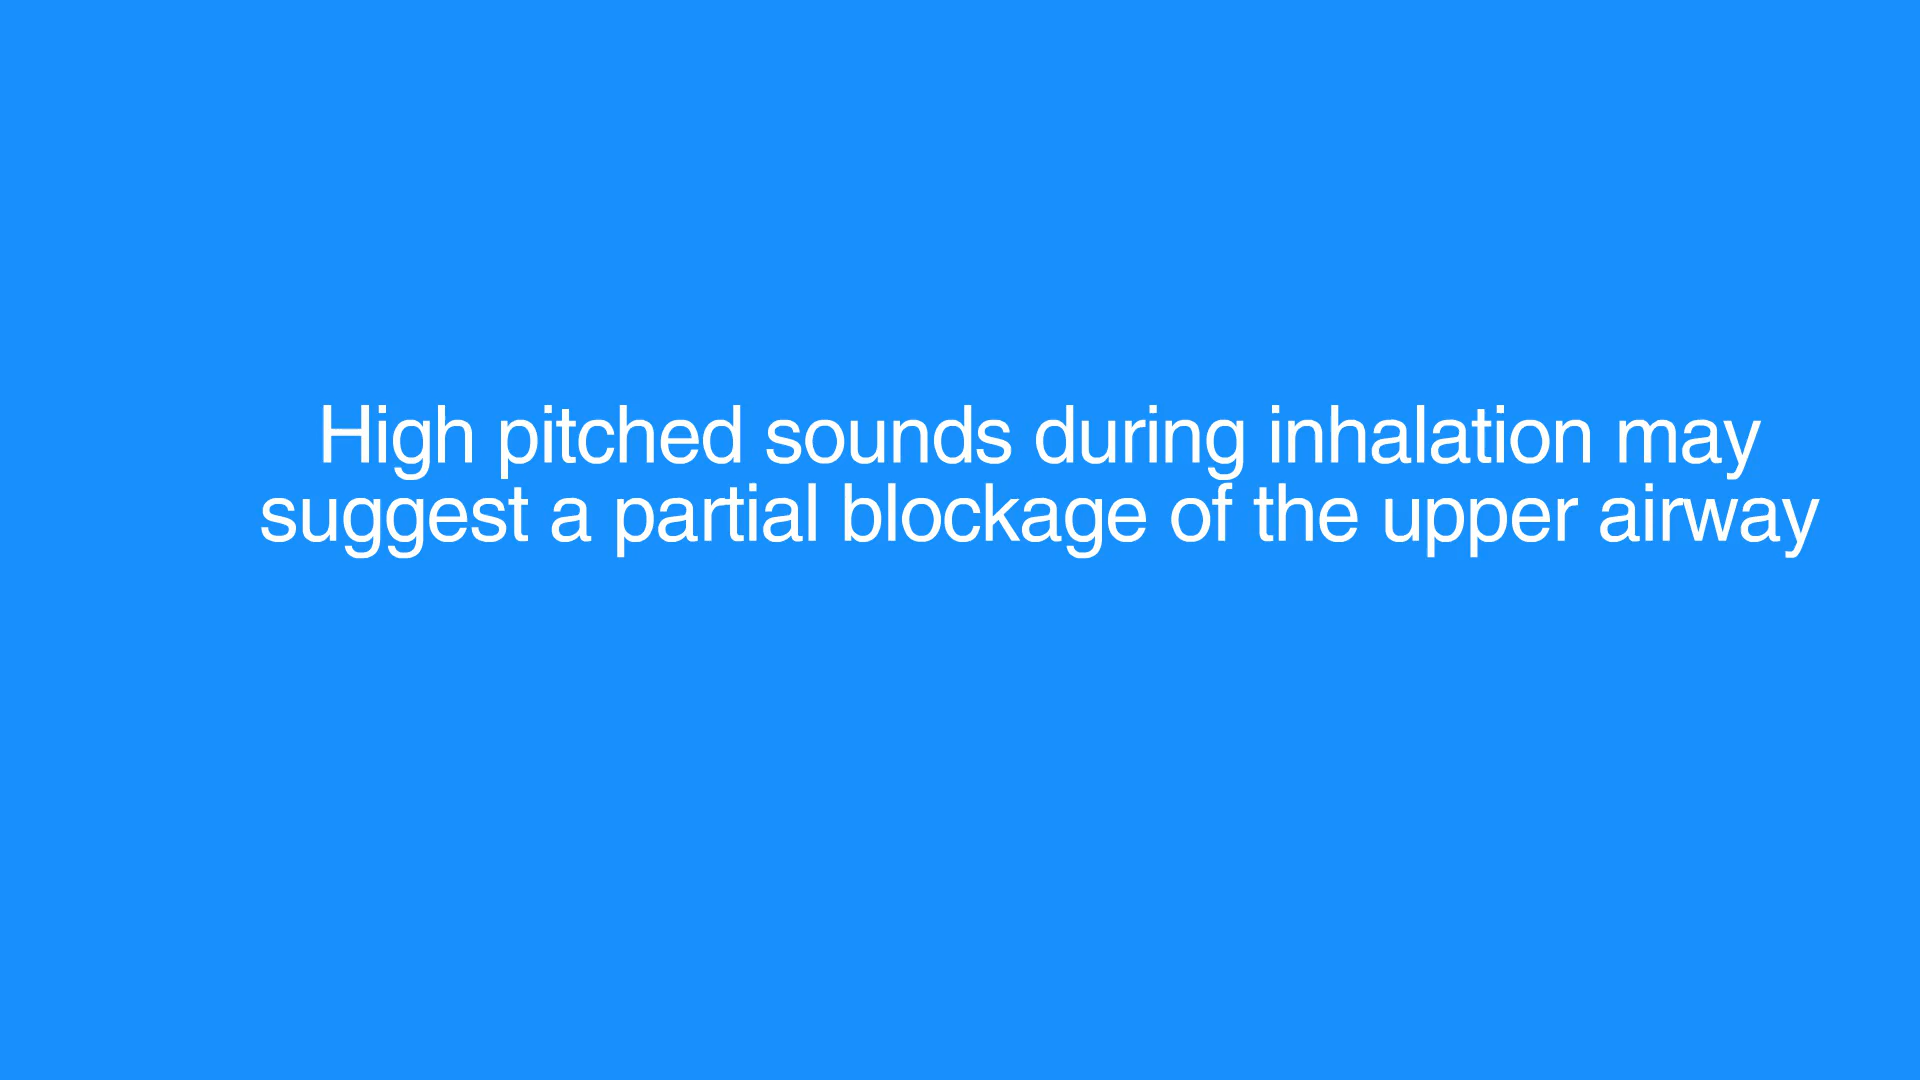 High pitched sounds during inhalation may
suggest a partial blockage of the upper airway